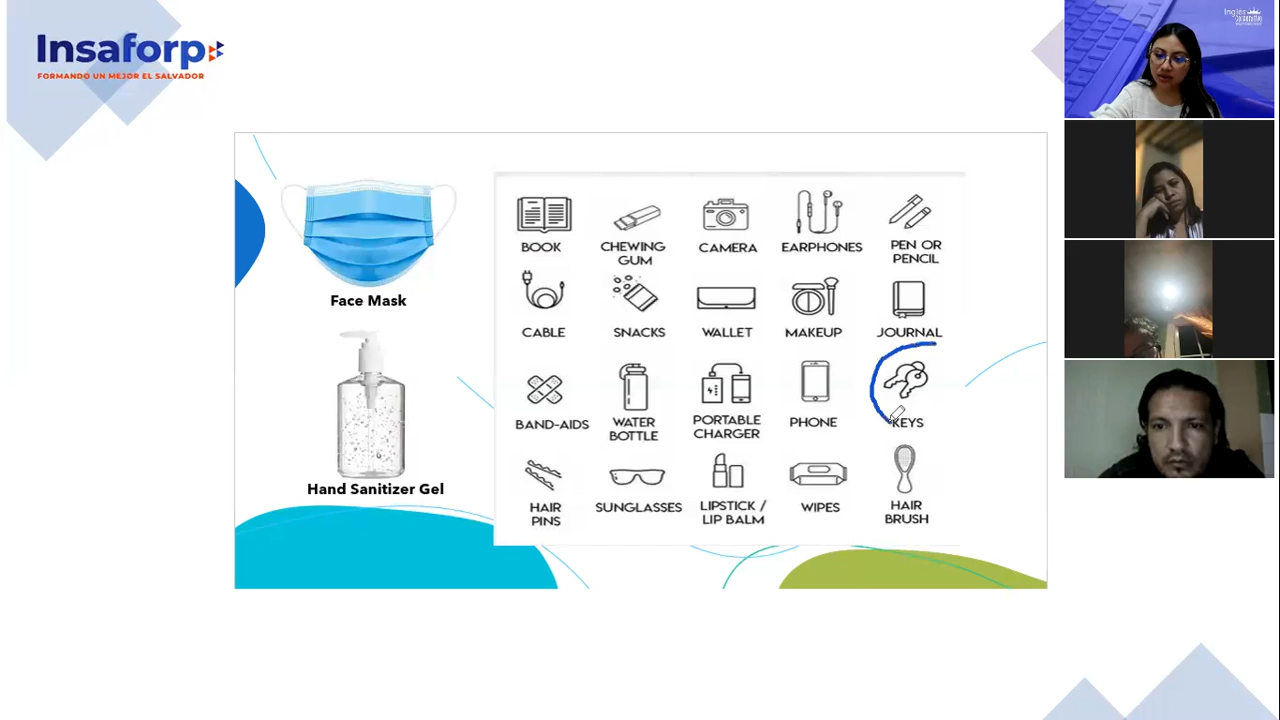 Insaforp
FORMANDO UN MEJOR EL SALVADOR
Face Mask
Hand Sanitizer Gel
BOOK
CHEWING
GUM
CAMERA
EARPHONES
PEN OR
PENCIL
CABLE
SNACKS
WALLET
MAKEUP
JOURNAL
BAND-AIDS
WATER
BOTTLE
PORTABLE
CHARGER
PHONE
KEYS
HAIR
PINS
SUNGLASSES
LIPSTICK /
LIP BALM
WIPES
HAIR
BRUSH
Inglés